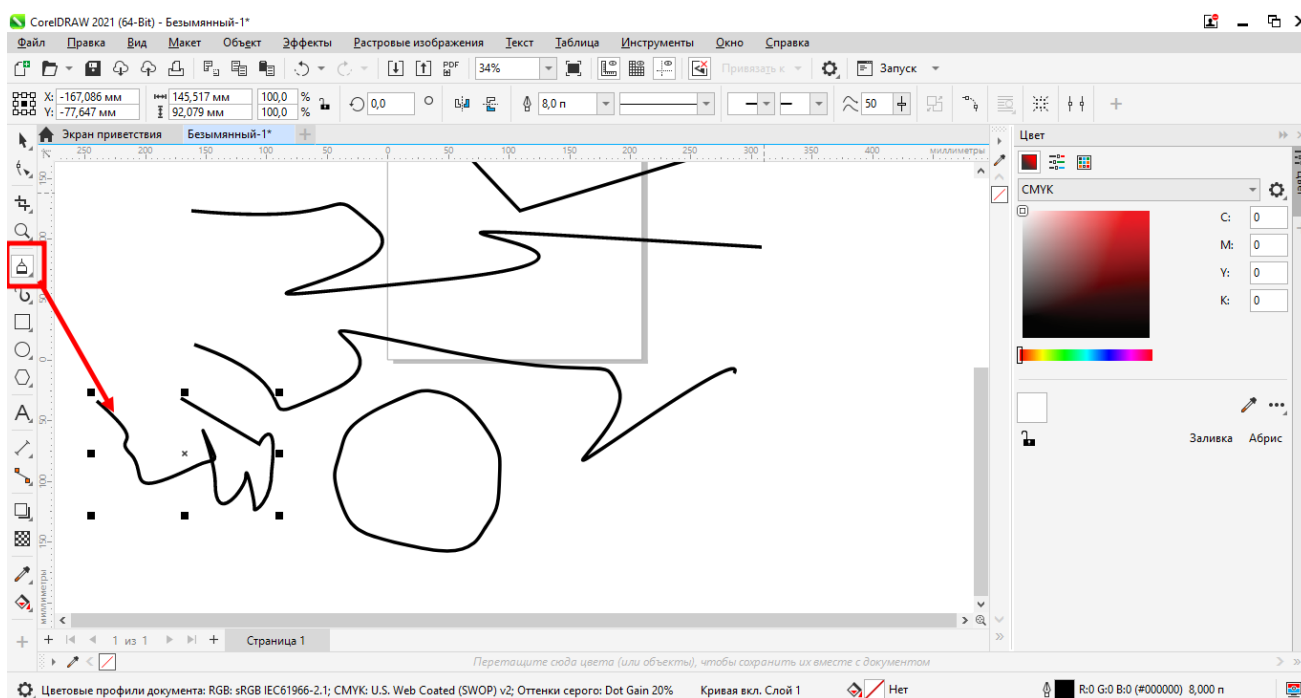 CorelDRAW 2021 (64-Bit) - Безымянный-1*
Файл Правка Вид Макет Объект Эффекты Растровые изображения Текст Таблица Инструменты Окно Справка
PDF 34% Привязать к Запуск
X: -167,086 мм 145,517 мм 100,0 % 0,0 ° 8,0 п 50
Y: -77,647 мм 92,079 мм 100,0 %
Экран приветствия Безымянный-1* Цвет
250 200 150 100 50 0 50 100 150 200 250 300 350 400 миллиметры
CMYK
C: 0
M: 0
Y: 0
K: 0
Заливка Абрис
50
100
150
миллиметры
1 из 1 Страница 1
Перетащите сюда цвета (или объекты), чтобы сохранить их вместе с документом
Цветовые профили документа: RGB: sRGB IEC61966-2.1; CMYK: U.S. Web Coated (SWOP) v2; Оттенки серого: Dot Gain 20% Кривая вкл. Слой 1 Нет R:0 G:0 B:0 (#000000) 8,000 п